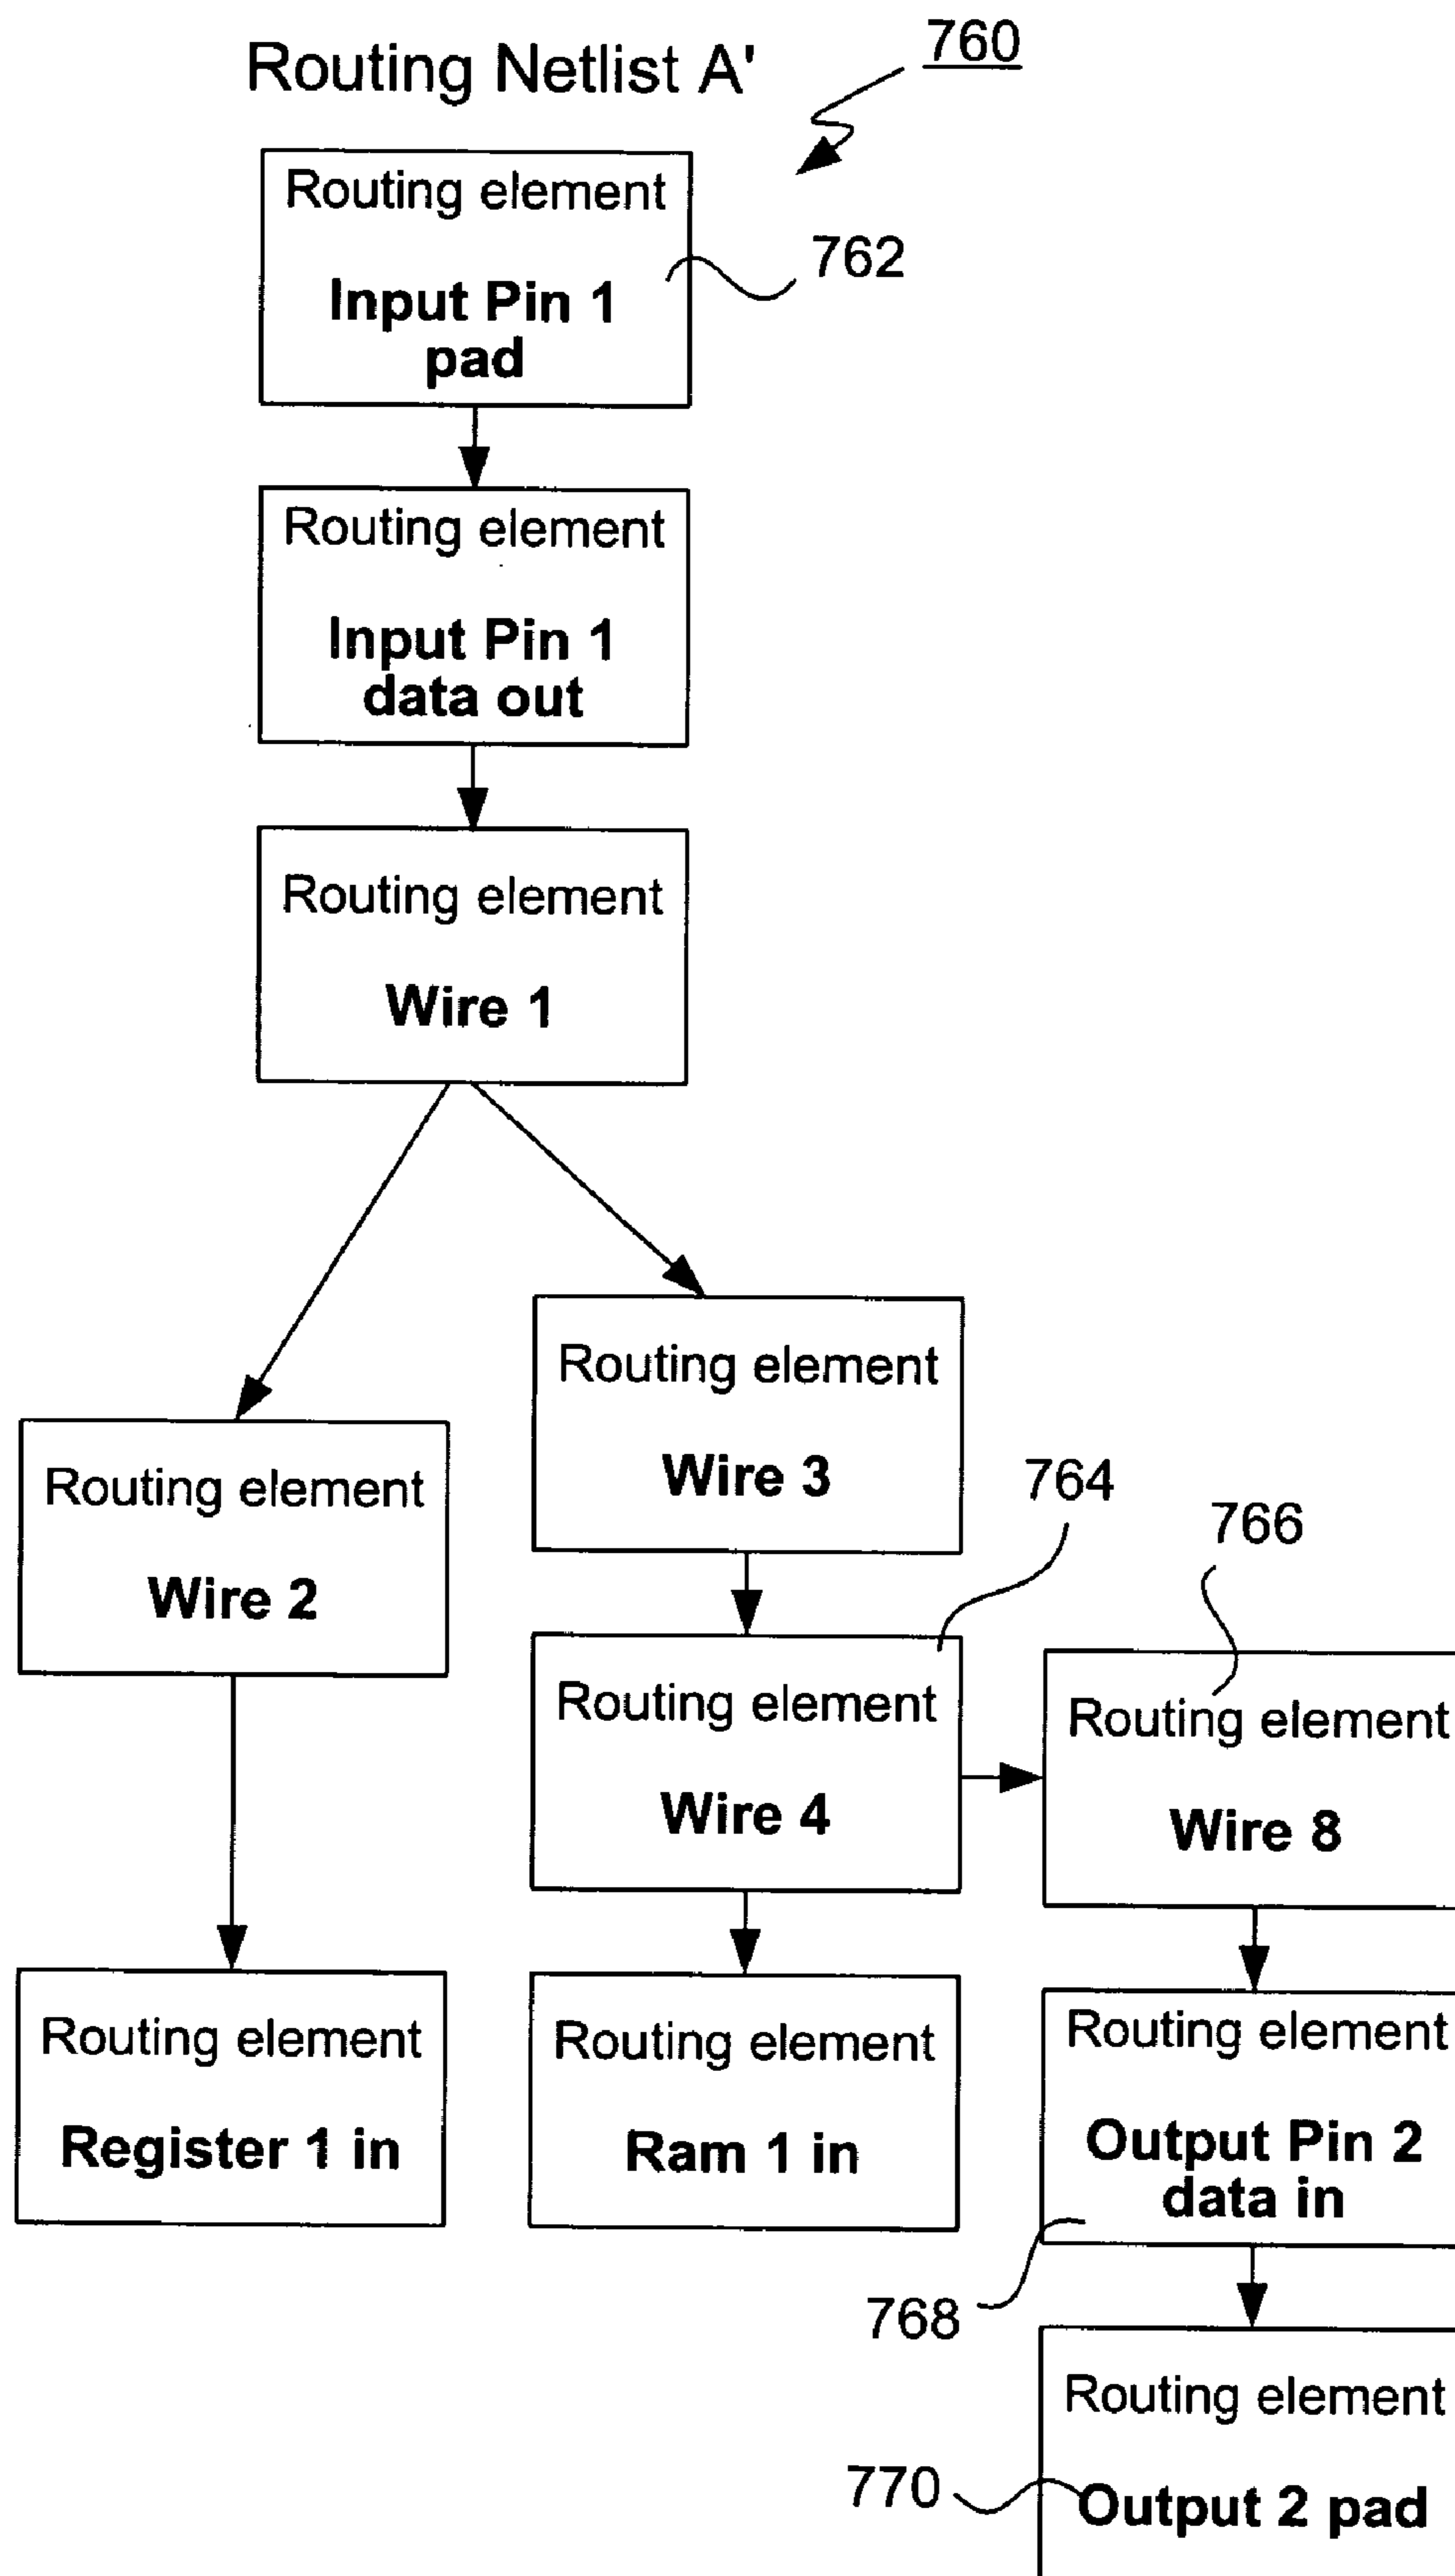 Routing Netlist A'
760
Routing element
Input Pin 1
pad
762
Routing element
Input Pin 1
data out
Routing element
Wire 1
Routing element
Wire 3
764
766
Routing element
Wire 2
Routing element
Wire 4
Routing element
Wire 8
Routing element
Register 1 in
Routing element
Ram 1 in
Routing element
Output Pin 2
data in
768
Routing element
Output 2 pad
770